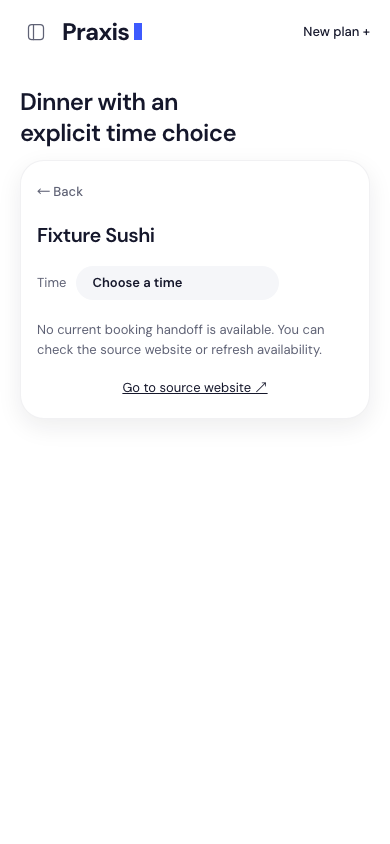 Praxis
New plan +
Dinner with an
explicit time choice
← Back
Fixture Sushi
Time
Choose a time
No current booking handoff is available. You can
check the source website or refresh availability.
Go to source website ↗